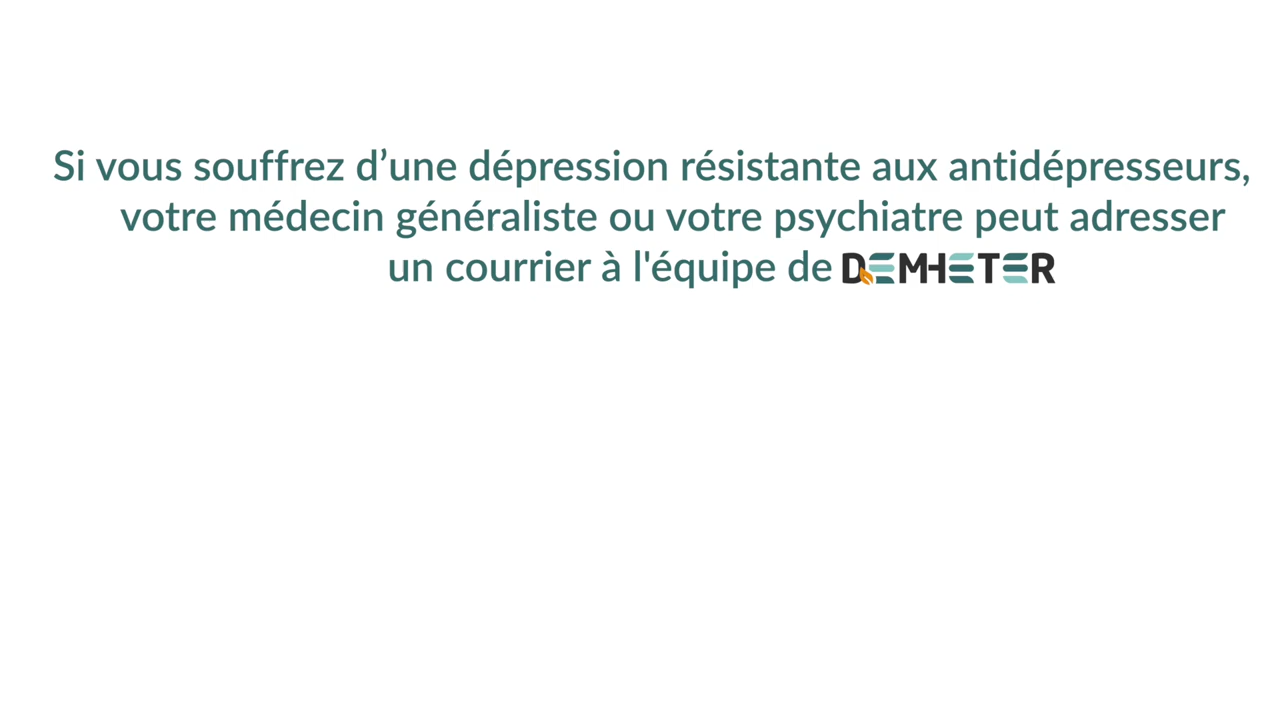 Si vous souffrez d’une dépression résistante aux antidépresseurs,
votre médecin généraliste ou votre psychiatre peut adresser
un courrier à l'équipe de DEMHETER